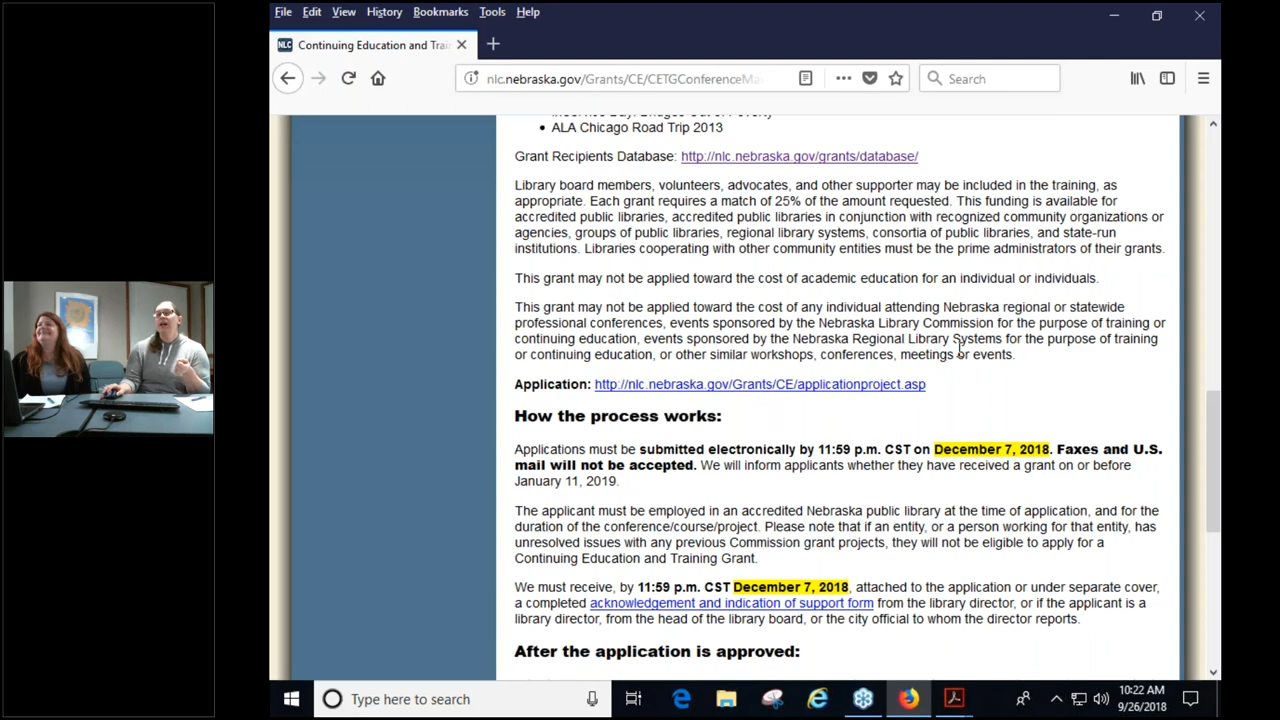 File Edit View History Bookmarks Tools Help
NLC Continuing Education and Trai
nlc.nebraska.gov/Grants/CE/CETGConferenceMa
Search
ALA Chicago Road Trip 2013
Grant Recipients Database: http://nlc.nebraska.gov/grants/database/
Library board members, volunteers, advocates, and other supporter may be included in the training, as
appropriate. Each grant requires a match of 25% of the amount requested. This funding is available for
accredited public libraries, accredited public libraries in conjunction with recognized community organizations or
agencies, groups of public libraries, regional library systems, consortia of public libraries, and state-run
institutions. Libraries cooperating with other community entities must be the prime administrators of their grants.
This grant may not be applied toward the cost of academic education for an individual or individuals.
This grant may not be applied toward the cost of any individual attending Nebraska regional or statewide
professional conferences, events sponsored by the Nebraska Library Commission for the purpose of training or
continuing education, events sponsored by the Nebraska Regional Library Systems for the purpose of training
or continuing education, or other similar workshops, conferences, meetings or events.
Application: http://nlc.nebraska.gov/Grants/CE/applicationproject.asp
How the process works:
Applications must be submitted electronically by 11:59 p.m. CST on December 7, 2018. Faxes and U.S.
mail will not be accepted. We will inform applicants whether they have received a grant on or before
January 11, 2019.
The applicant must be employed in an accredited Nebraska public library at the time of application, and for the
duration of the conference/course/project. Please note that if an entity, or a person working for that entity, has
unresolved issues with any previous Commission grant projects, they will not be eligible to apply for a
Continuing Education and Training Grant.
We must receive, by 11:59 p.m. CST December 7, 2018, attached to the application or under separate cover,
a completed acknowledgement and indication of support form from the library director, or if the applicant is a
library director, from the head of the library board, or the city official to whom the director reports.
After the application is approved:
Type here to search
10:22 AM
9/26/2018